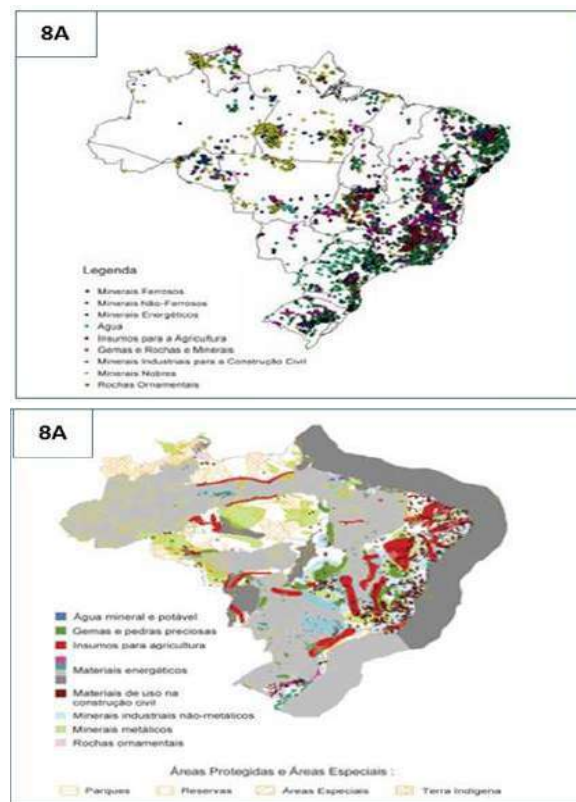 8A
Legenda
Minerais Ferrosos
Minerais Não-Ferrosos
Minerais Energéticos
Água
Insumos para a Agricultura
Gemas e Rochas e Minerais
Minerais Industriais para a Construção Civil
Minerais Nobres
Rochas Ornamentais
8A
Água mineral e potável
Gemas e pedras preciosas
Insumos para agricultura
Materiais energéticos
Materiais de uso na
construção civil
Minerais industriais não-metálicos
Minerais metálicos
Rochas ornamentais
Áreas Protegidas e Áreas Especiais :
Parques Reservas Áreas Especiais Terra Indígena